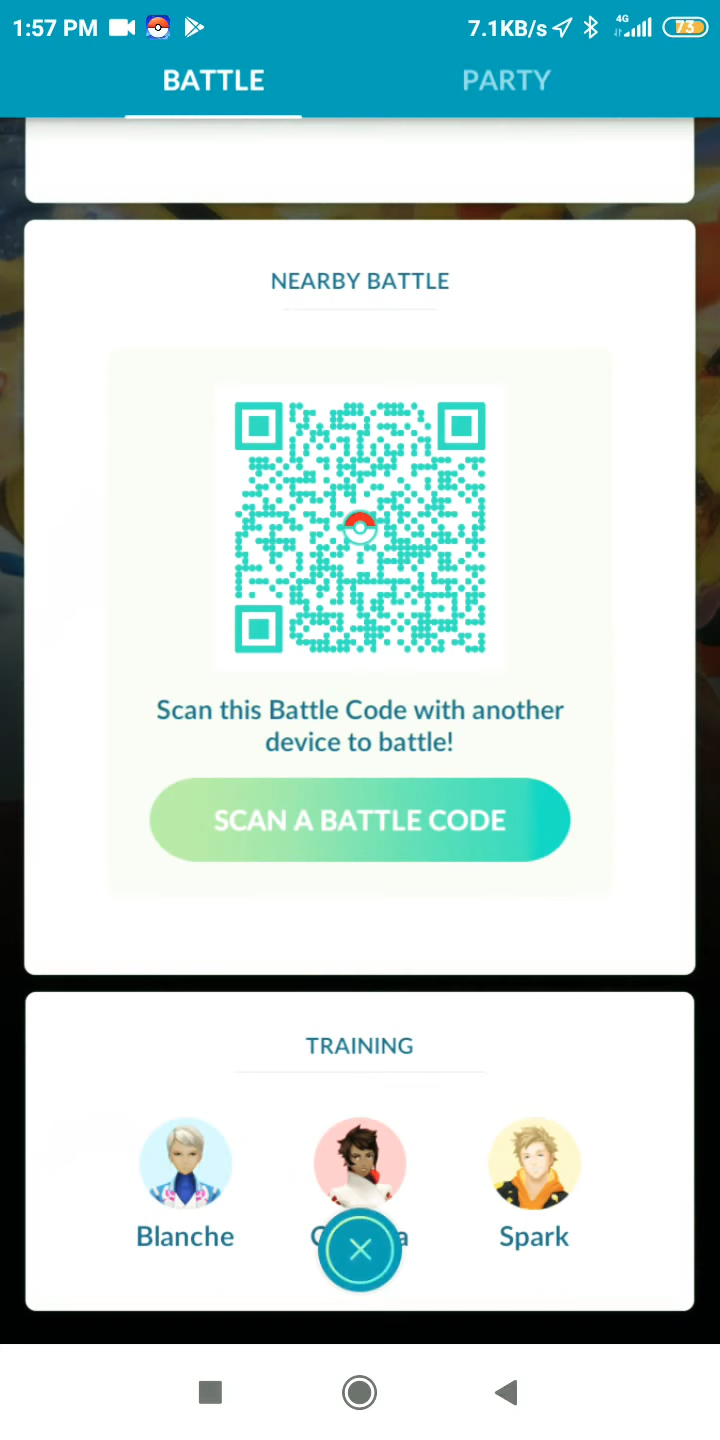 1:57 PM
7.1KB/s
4G
73
BATTLE
PARTY
NEARBY BATTLE
Scan this Battle Code with another
device to battle!
SCAN A BATTLE CODE
TRAINING
Blanche
Spark